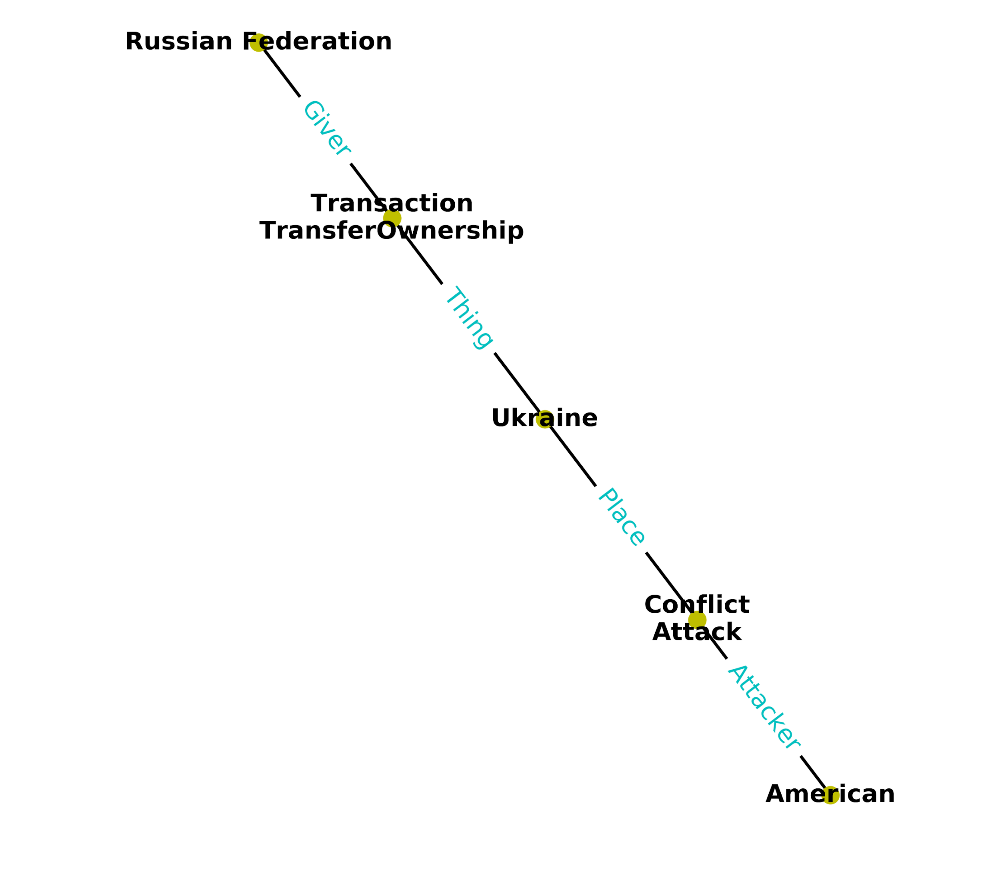 Russian Federation
Giver
Transaction
TransferOwnership
Thing
Ukraine
Place
Conflict
Attack
Attacker
American